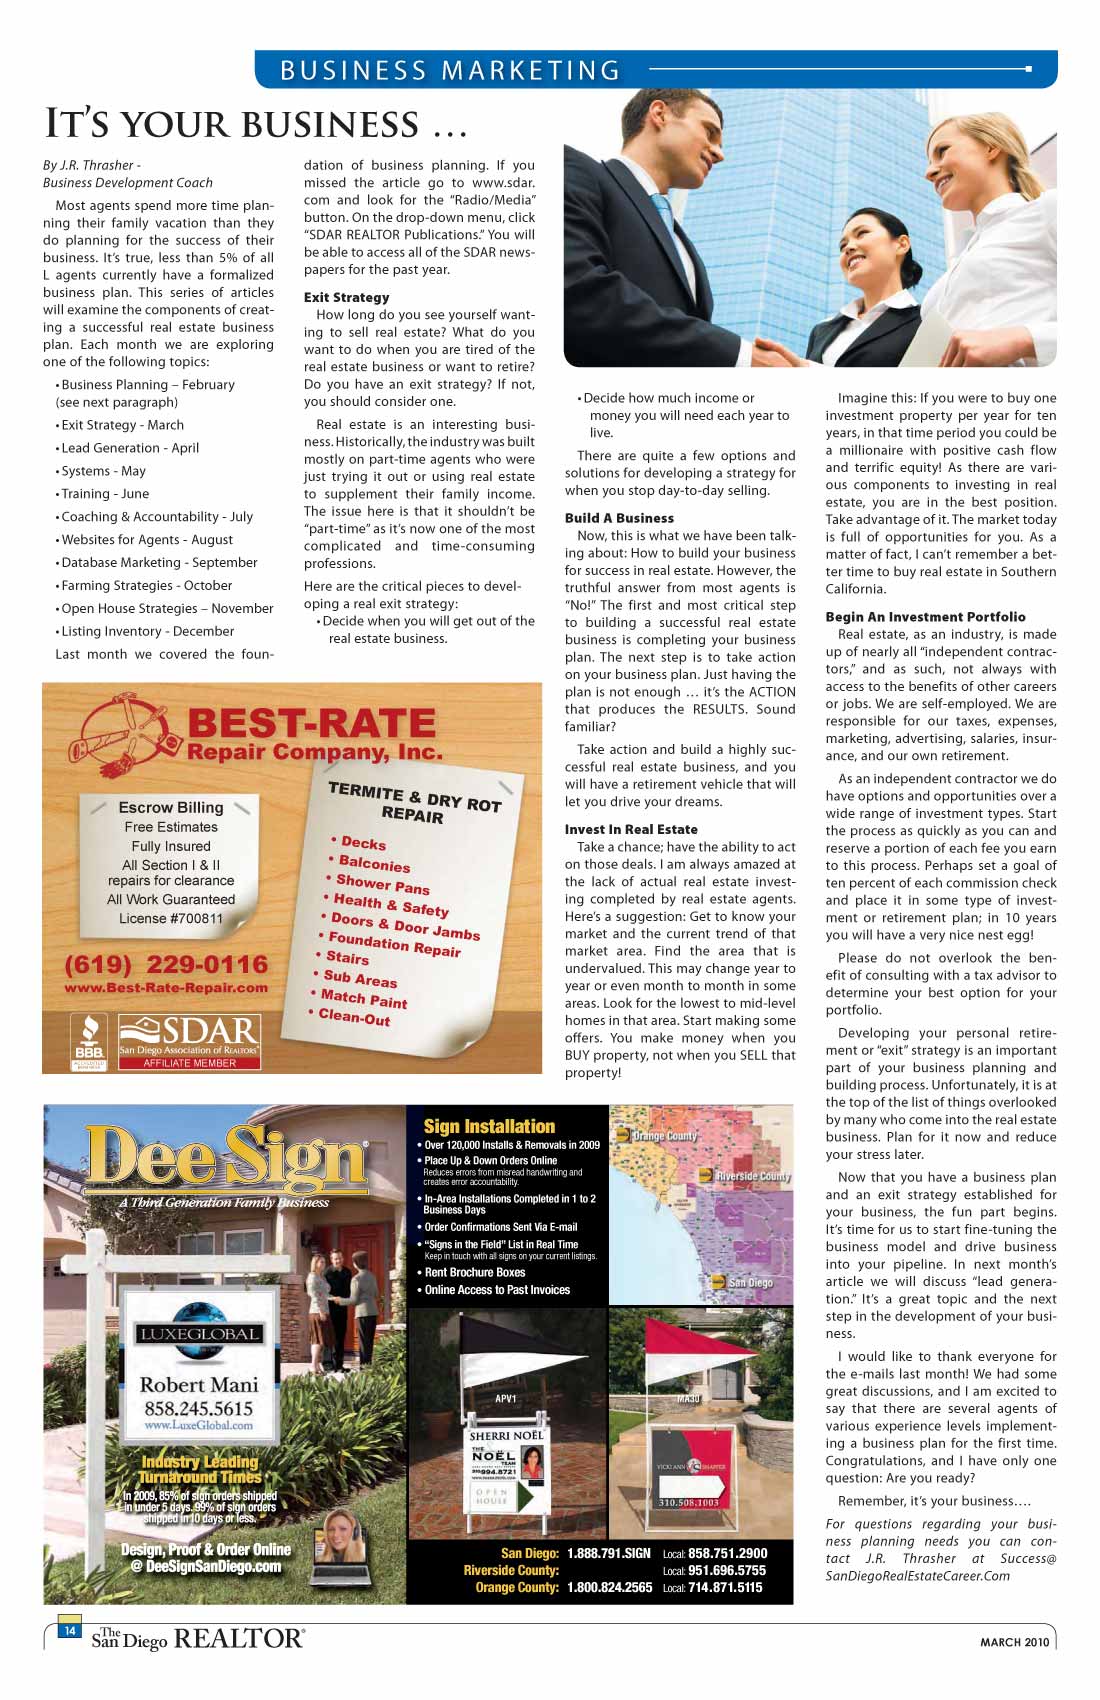 BUSINESS MARKETING
IT'S YOUR BUSINESS …
By J.R. Thrasher -
Business Development Coach
Most agents spend more time plan-
ning their family vacation than they
do planning for the success of their
business. It's true, less than 5% of all
L agents currently have a formalized
business plan. This series of articles
will examine the components of creat-
ing a successful real estate business
plan. Each month we are exploring
one of the following topics:
• Business Planning – February
(see next paragraph)
• Exit Strategy - March
• Lead Generation - April
• Systems - May
• Training - June
• Coaching & Accountability - July
• Websites for Agents - August
• Database Marketing - September
• Farming Strategies - October
• Open House Strategies – November
• Listing Inventory - December
Last month we covered the foun-
dation of business planning. If you
missed the article go to www.sdar.
com and look for the "Radio/Media"
button. On the drop-down menu, click
"SDAR REALTOR Publications." You will
be able to access all of the SDAR news-
papers for the past year.
Exit Strategy
How long do you see yourself want-
ing to sell real estate? What do you
want to do when you are tired of the
real estate business or want to retire?
Do you have an exit strategy? If not,
you should consider one.
Real estate is an interesting busi-
ness. Historically, the industry was built
mostly on part-time agents who were
just trying it out or using real estate
to supplement their family income.
The issue here is that it shouldn't be
"part-time" as it's now one of the most
complicated and time-consuming
professions.
Here are the critical pieces to devel-
oping a real exit strategy:
• Decide when you will get out of the
real estate business.
• Decide how much income or
money you will need each year to
live.
There are quite a few options and
solutions for developing a strategy for
when you stop day-to-day selling.
Build A Business
Now, this is what we have been talk-
ing about: How to build your business
for success in real estate. However, the
truthful answer from most agents is
"No!" The first and most critical step
to building a successful real estate
business is completing your business
plan. The next step is to take action
on your business plan. Just having the
plan is not enough … it's the ACTION
that produces the RESULTS. Sound
familiar?
Take action and build a highly suc-
cessful real estate business, and you
will have a retirement vehicle that will
let you drive your dreams.
Invest In Real Estate
Take a chance; have the ability to act
on those deals. I am always amazed at
the lack of actual real estate invest-
ing completed by real estate agents.
Here's a suggestion: Get to know your
market and the current trend of that
market area. Find the area that is
undervalued. This may change year to
year or even month to month in some
areas. Look for the lowest to mid-level
homes in that area. Start making some
offers. You make money when you
BUY property, not when you SELL that
property!
Imagine this: If you were to buy one
investment property per year for ten
years, in that time period you could be
a millionaire with positive cash flow
and terrific equity! As there are vari-
ous components to investing in real
estate, you are in the best position.
Take advantage of it. The market today
is full of opportunities for you. As a
matter of fact, I can't remember a bet-
ter time to buy real estate in Southern
California.
Begin An Investment Portfolio
Real estate, as an industry, is made
up of nearly all "independent contrac-
tors," and as such, not always with
access to the benefits of other careers
or jobs. We are self-employed. We are
responsible for our taxes, expenses,
marketing, advertising, salaries, insur-
ance, and our own retirement.
As an independent contractor we do
have options and opportunities over a
wide range of investment types. Start
the process as quickly as you can and
reserve a portion of each fee you earn
to this process. Perhaps set a goal of
ten percent of each commission check
and place it in some type of invest-
ment or retirement plan; in 10 years
you will have a very nice nest egg!
Please do not overlook the ben-
efit of consulting with a tax advisor to
determine your best option for your
portfolio.
Developing your personal retire-
ment or "exit" strategy is an important
part of your business planning and
building process. Unfortunately, it is at
the top of the list of things overlooked
by many who come into the real estate
business. Plan for it now and reduce
your stress later.
Now that you have a business plan
and an exit strategy established for
your business, the fun part begins.
It's time for us to start fine-tuning the
business model and drive business
into your pipeline. In next month's
article we will discuss "lead genera-
tion." It's a great topic and the next
step in the development of your busi-
ness.
I would like to thank everyone for
the e-mails last month! We had some
great discussions, and I am excited to
say that there are several agents of
various experience levels implement-
ing a business plan for the first time.
Congratulations, and I have only one
question: Are you ready?
Remember, it's your business….
For questions regarding your busi-
ness planning needs you can con-
tact J.R. Thrasher at Success@
SanDiegoRealEstateCareer.Com
BEST-RATE
Repair Company, Inc.
Escrow Billing
Free Estimates
Fully Insured
All Section I & II
repairs for clearance
All Work Guaranteed
License #700811
(619) 229-0116
www.Best-Rate-Repair.com
BBB
ACCREDITED
BUSINESS
SDAR
San Diego Association of REALTORS®
AFFILIATE MEMBER
TERMITE & DRY ROT
REPAIR
• Decks
• Balconies
• Shower Pans
• Health & Safety
• Doors & Door Jambs
• Foundation Repair
• Stairs
• Sub Areas
• Match Paint
• Clean-Out
Dee Sign®
A Third Generation Family Business
LUXEGLOBAL
Robert Mani
858.245.5615
www.LuxeGlobal.com
Industry Leading
Turnaround Times
In 2009, 85% of sign orders shipped
in under 5 days. 99% of sign orders
shipped in 10 days or less.
Design, Proof & Order Online
@ DeeSignSanDiego.com
Sign Installation
• Over 120,000 Installs & Removals in 2009
• Place Up & Down Orders Online
Reduces errors from misread handwriting and
creates error accountability.
• In-Area Installations Completed in 1 to 2
Business Days
• Order Confirmations Sent Via E-mail
• "Signs in the Field" List in Real Time
Keep in touch with all signs on your current listings.
• Rent Brochure Boxes
• Online Access to Past Invoices
Orange County
Riverside County
San Diego
APV1
SHERRI NOËL
THE
NOËL
TEAM
994.8721
OPEN
HOUSE
MA30
VICKI ANN SHAFFER
310.508.1003
San Diego: 1.888.791.SIGN Local: 858.751.2900
Riverside County: Local: 951.696.5755
Orange County: 1.800.824.2565 Local: 714.871.5115
14
The San Diego REALTOR®
MARCH 2010